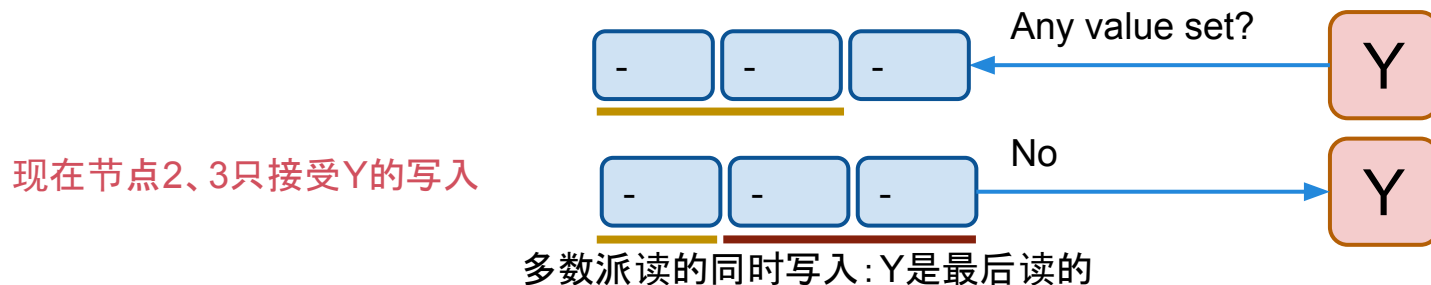 Any value set?
- - -
Y
现在节点2、3只接受Y的写入
No
- - -
Y
多数派读的同时写入:Y是最后读的